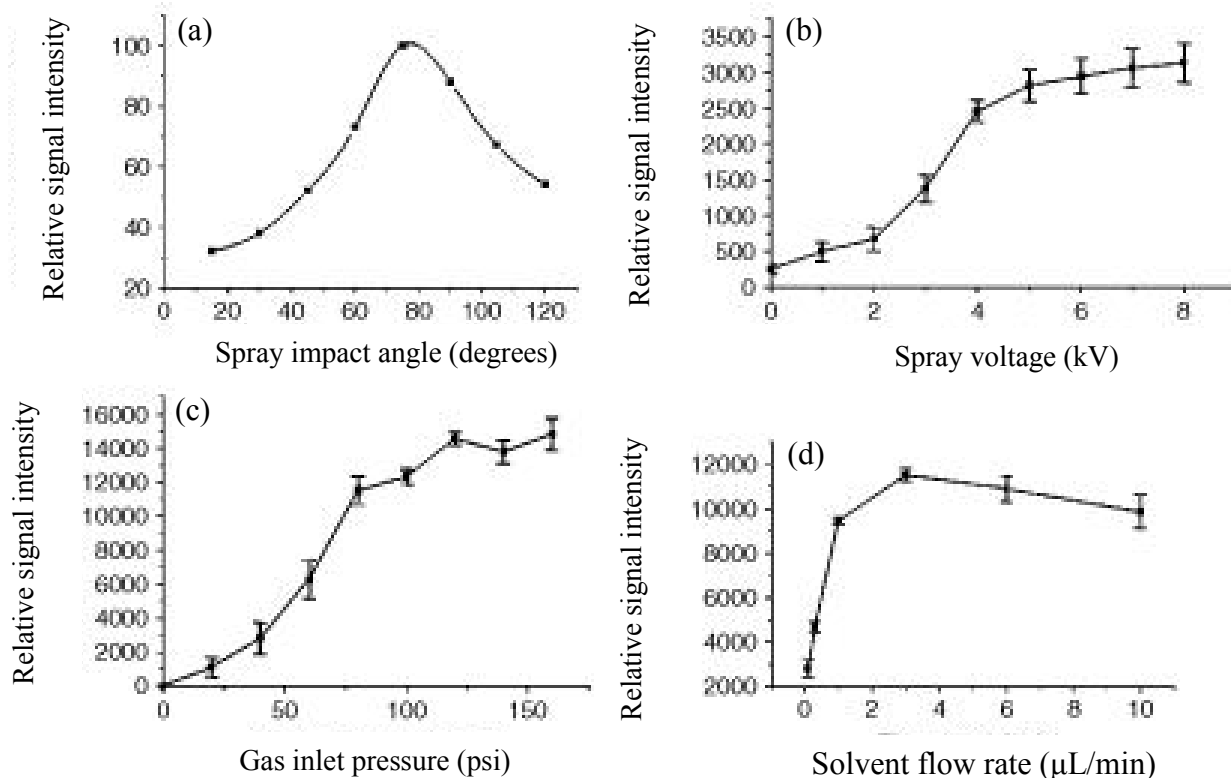 (a)
Relative signal intensity
100
80
60
40
20
0 20 40 60 80 100 120
Spray impact angle (degrees)
(b)
Relative signal intensity
3500
3000
2500
2000
1500
1000
500
0
0 2 4 6 8
Spray voltage (kV)
(c)
Relative signal intensity
16000
14000
12000
10000
8000
6000
4000
2000
0
0 50 100 150
Gas inlet pressure (psi)
(d)
Relative signal intensity
12000
10000
8000
6000
4000
2000
0 2 4 6 8 10
Solvent flow rate (μL/min)